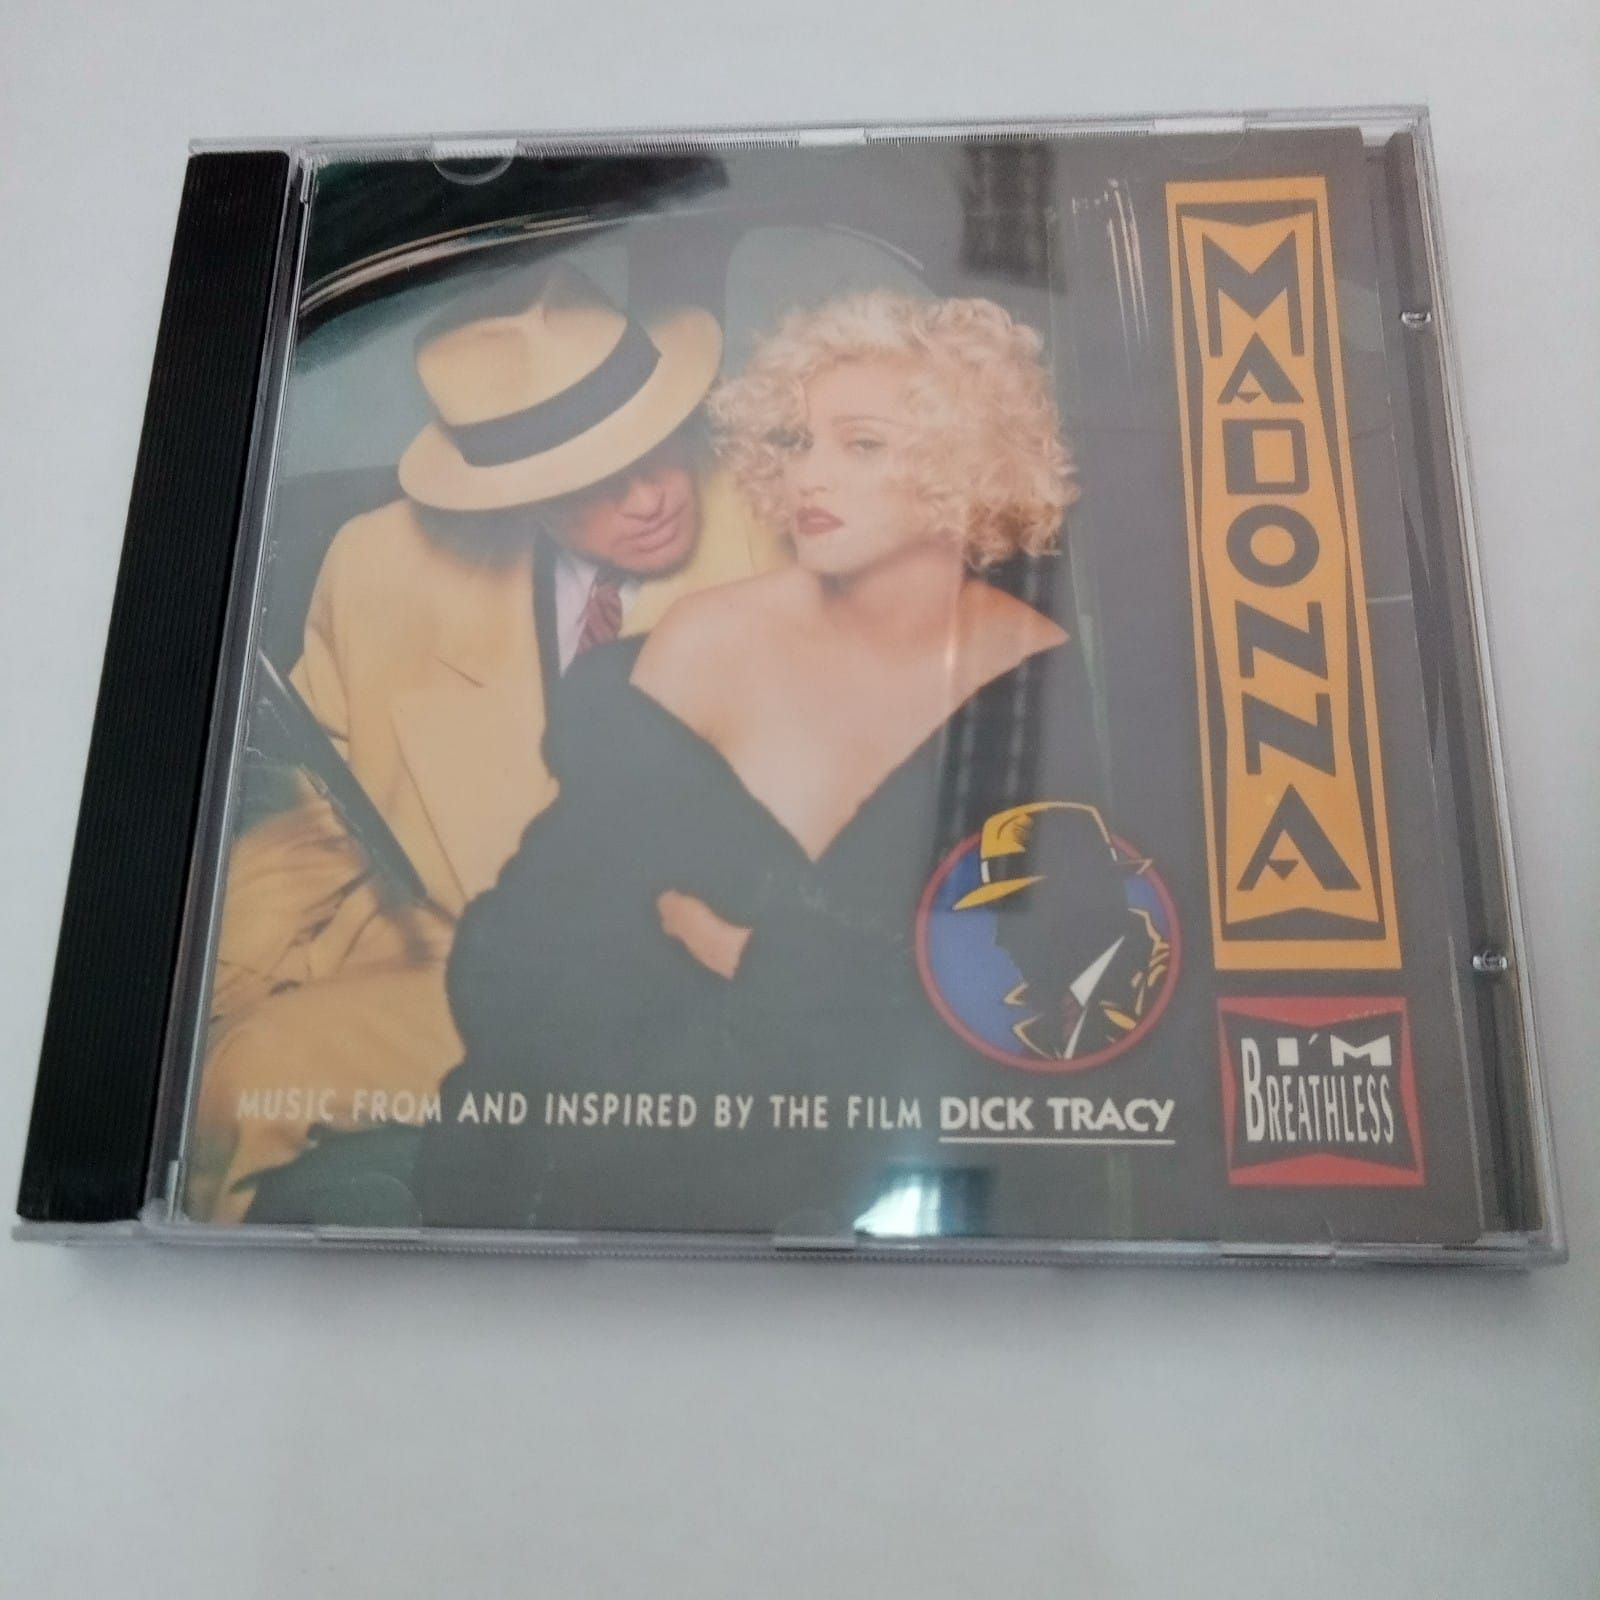 MADONNA
I'M
BREATHLESS
MUSIC FROM AND INSPIRED BY THE FILM DICK TRACY